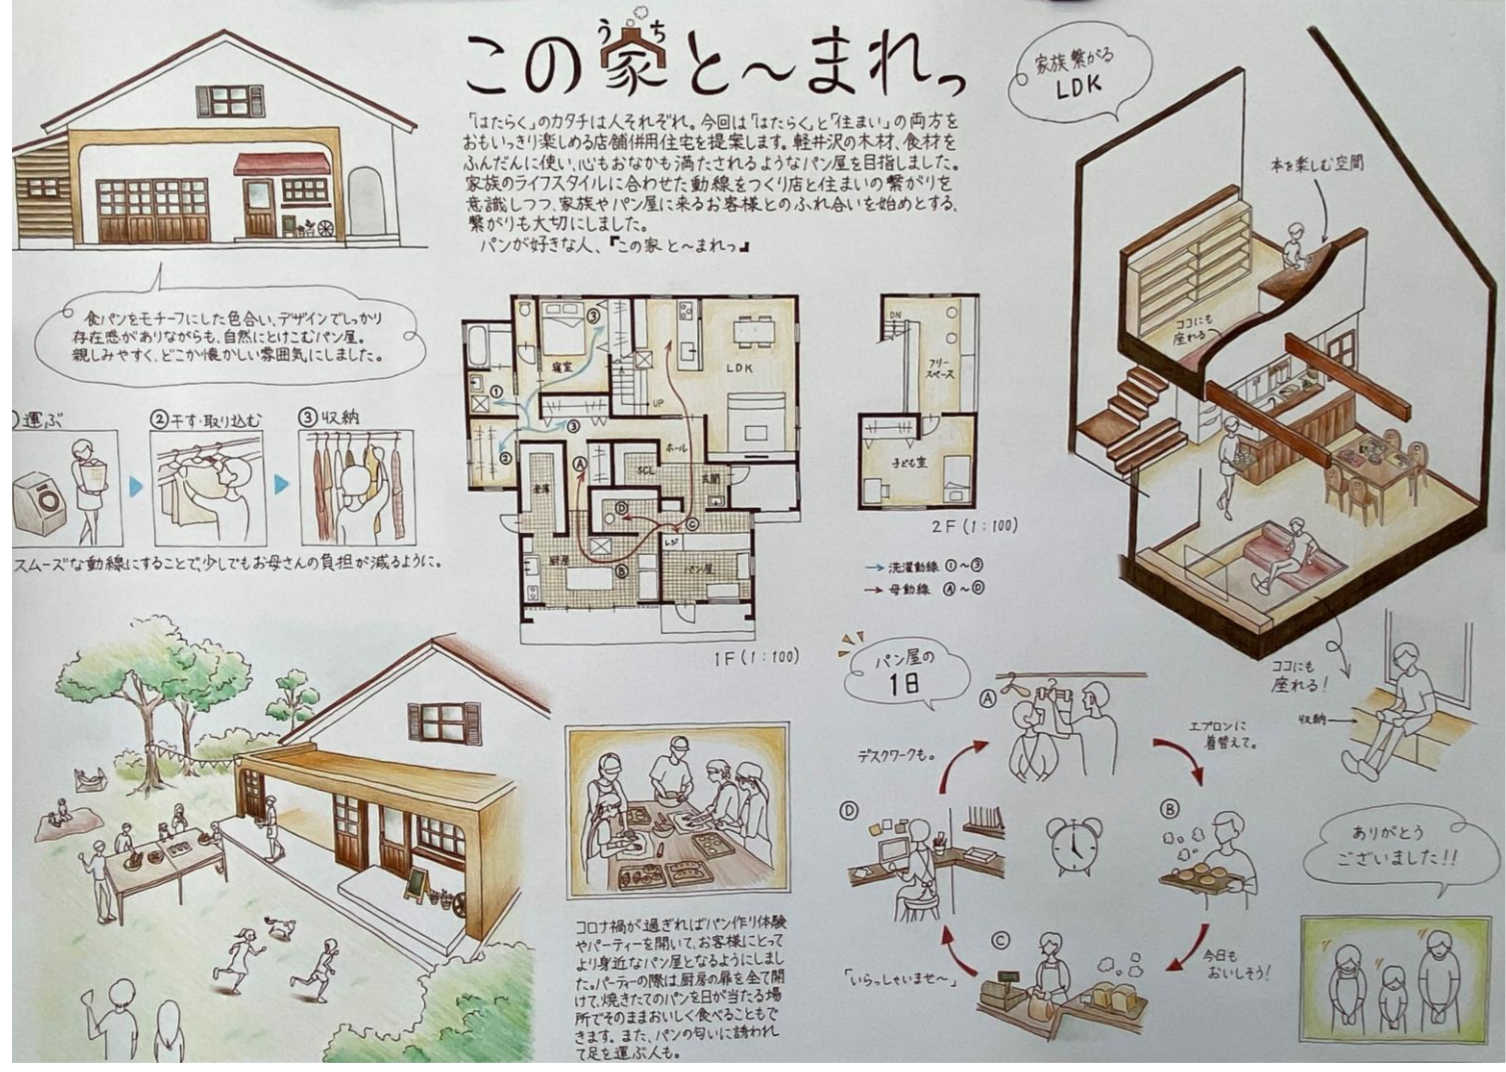 この家と〜まれっ
うち
「はたらく」のカタチは人それぞれ。今回は「はたらく」と「住まい」の両方を
おもいっきり楽しめる店舗併用住宅を提案します。軽井沢の木材、食材を
ふんだんに使い、心もおなかも満たされるようなパン屋を目指しました。
家族のライフスタイルに合わせた動線をつくり店と住まいの繋がりを
意識しつつ、家族やパン屋に来るお客様とのふれ合いを始めとする、
繋がりも大切にしました。
パンが好きな人、『この家と〜まれっ』
家族繋がる
LDK
本を楽しむ空間
ココにも
座れる
食パンをモチーフにした色合い、デザインでしっかり
存在感がありながらも、自然にとけこむパン屋。
親しみやすく、どこか懐かしい雰囲気にしました。
①運ぶ
②干す・取り込む
③収納
スムーズな動線にすることで少しでもお母さんの負担が減るように。
寝室
③
①
②
③
UP
LDK
ホール
SCL
玄関
倉庫
Ⓐ
Ⓓ
Ⓒ
レジ
厨房
Ⓑ
パン屋
1F(1:100)
DN
フリー
スペース
子ども室
2F(1:100)
→洗濯動線 ①〜③
→母動線 Ⓐ〜Ⓓ
ココにも
座れる!
収納
パン屋の
1日
Ⓐ
エプロンに
着替えて。
Ⓑ
今日も
おいしそう!
Ⓒ
「いらっしゃいませ〜」
Ⓓ
デスクワークも。
コロナ禍が過ぎればパン作り体験
やパーティーを開いて、お客様にとって
より身近なパン屋となるようにしまし
た。パーティーの際は厨房の扉を全て開
けて、焼きたてのパンを日が当たる場
所でそのままおいしく食べることもで
きます。また、パンの匂いに誘われ
て足を運ぶ人も。
ありがとう
ございました!!